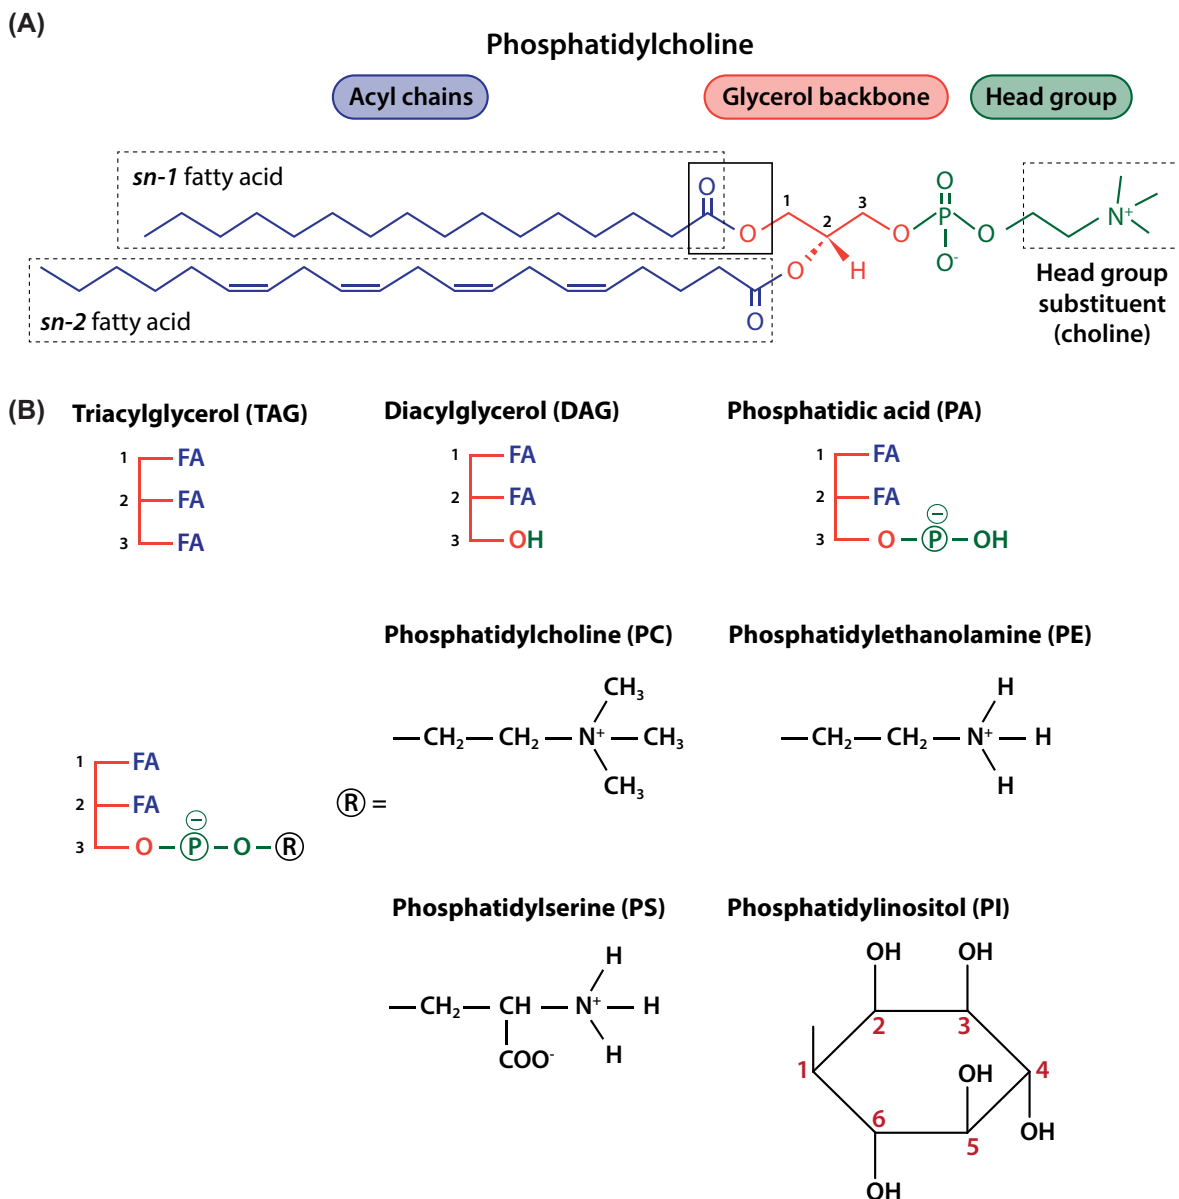 (A)
Phosphatidylcholine
Acyl chains
Glycerol backbone
Head group
sn-1 fatty acid
O
O
1
2
3
O
H
O
O
P
O
O-
O
N+
sn-2 fatty acid
O
Head group
substituent
(choline)
(B)
Triacylglycerol (TAG)
1 FA
2 FA
3 FA
Diacylglycerol (DAG)
1 FA
2 FA
3 OH
Phosphatidic acid (PA)
1 FA
2 FA
3 O – P – OH
−
1 FA
2 FA
3 O – P – O – R
−
R =
Phosphatidylcholine (PC)
CH3
— CH2 — CH2 — N+ — CH3
CH3
Phosphatidylethanolamine (PE)
H
— CH2 — CH2 — N+ — H
H
Phosphatidylserine (PS)
H
— CH2 — CH — N+ — H
COO- H
Phosphatidylinositol (PI)
OH OH
2 3
1 OH 4
6 OH
5
OH